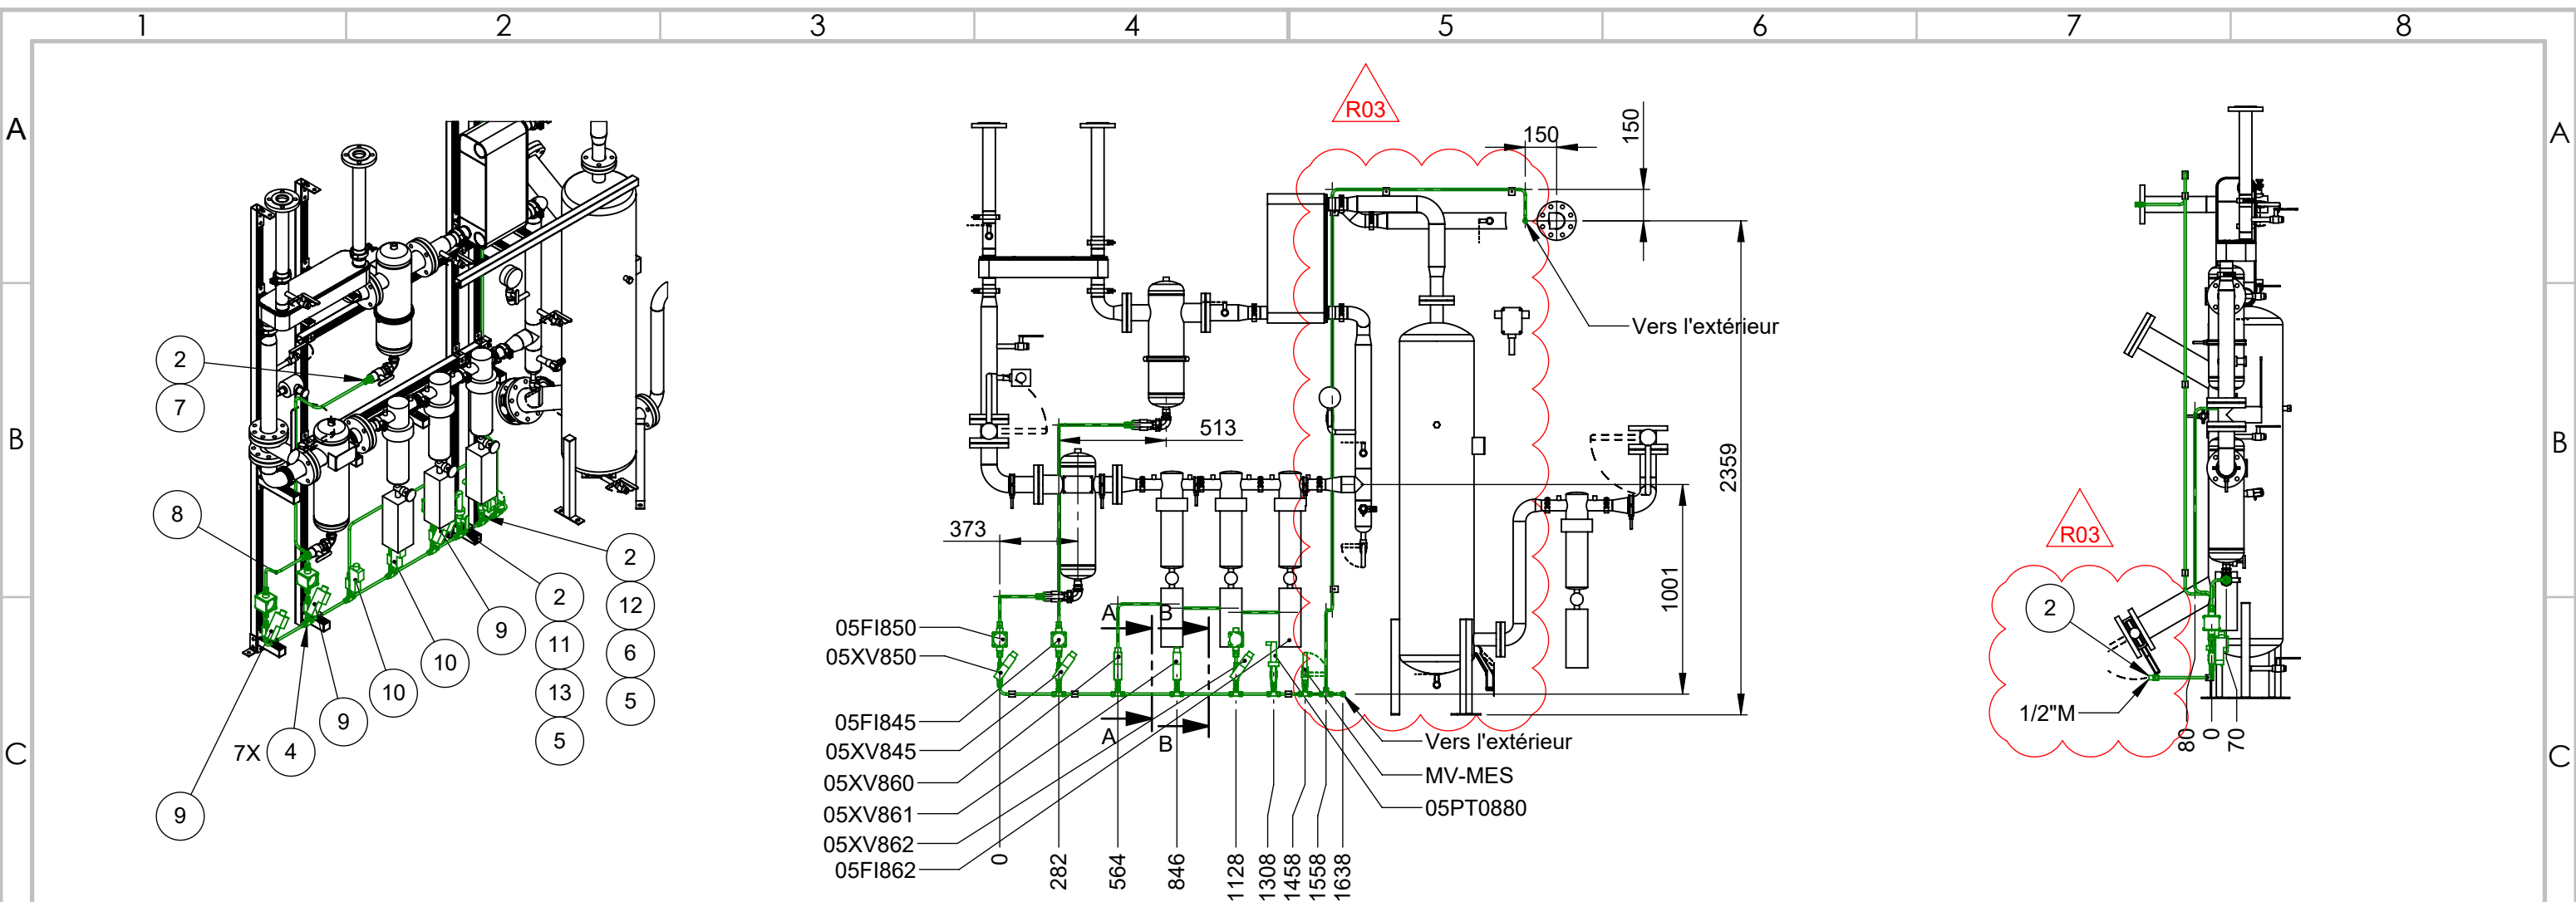 1 2 3 4 5 6 7 8
A
A
B
B
C
C
2
7
8
9
7X 4
9
10
10
9
2
11
13
5
2
12
6
5
R03
150
150
Vers l'extérieur
513
373
2359
1001
05FI850
05XV850
05FI845
05XV845
05XV860
05XV861
05XV862
05FI862
A
B
A
B
Vers l'extérieur
MV-MES
05PT0880
0
282
564
846
1128
1308
1458
1558
1638
R03
2
1/2"M
80
0
70